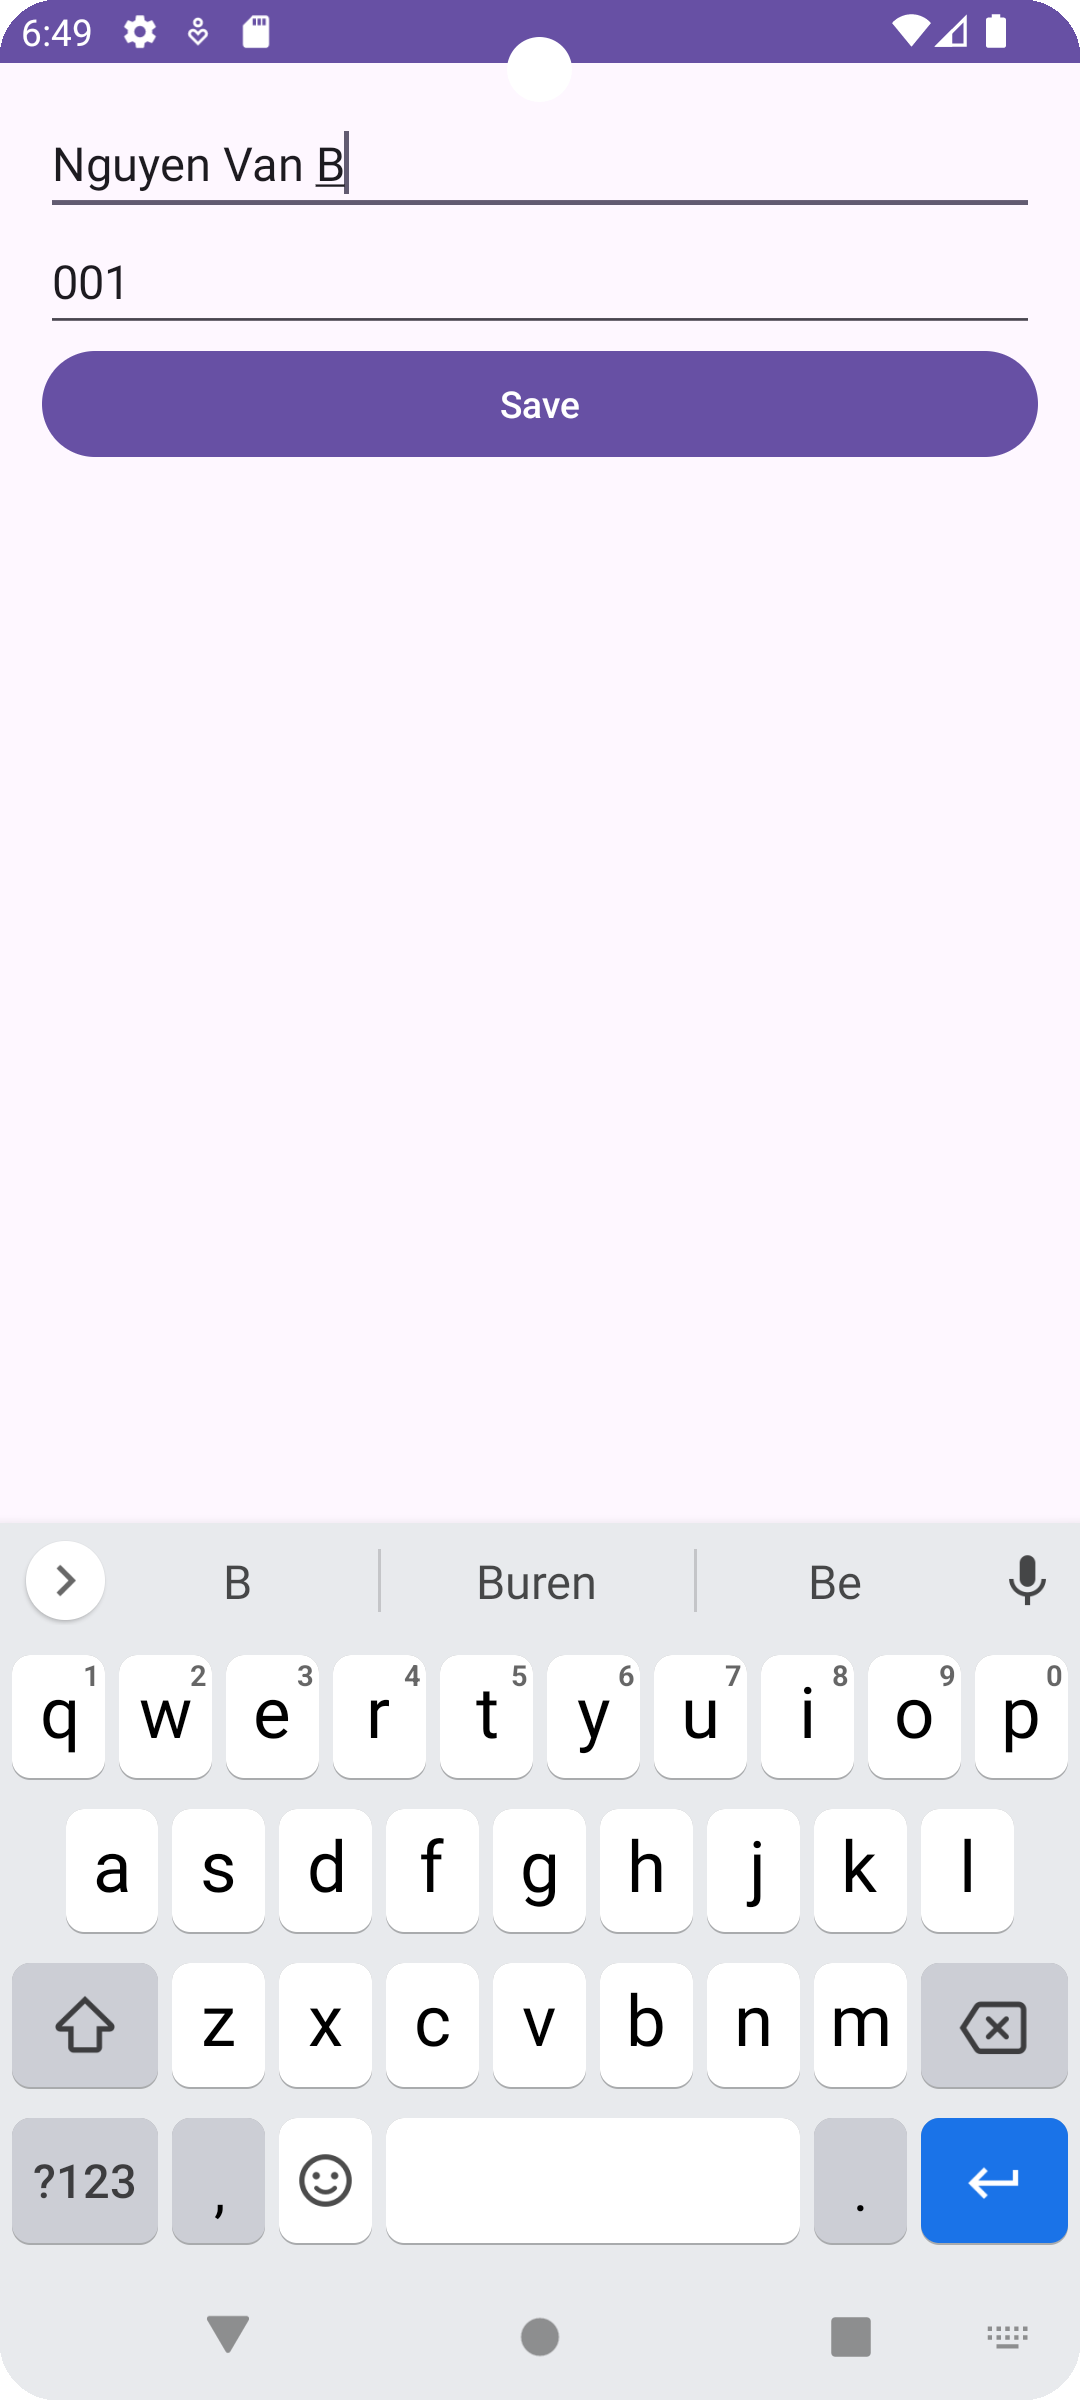 6:49
Nguyen Van B
001
Save
B Buren Be
q 1 w 2 e 3 r 4 t 5 y 6 u 7 i 8 o 9 p 0
a s d f g h j k l
z x c v b n m
?123 , .